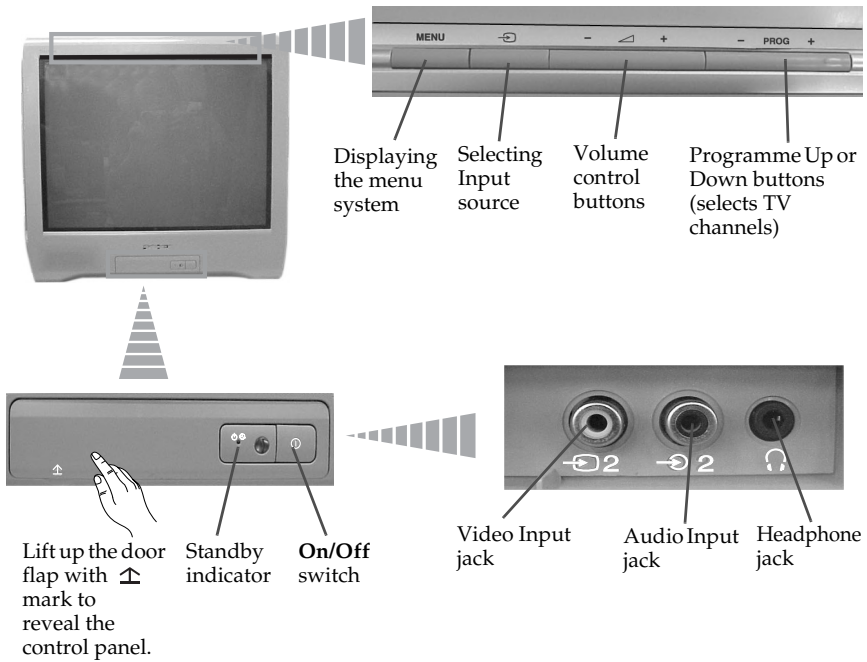 MENU
– +
– PROG +
Displaying
the menu
system
Selecting
Input
source
Volume
control
buttons
Programme Up or
Down buttons
(selects TV
channels)
2
2
Lift up the door
flap with
mark to
reveal the
control panel.
Standby
indicator
On/Off
switch
Video Input
jack
Audio Input
jack
Headphone
jack